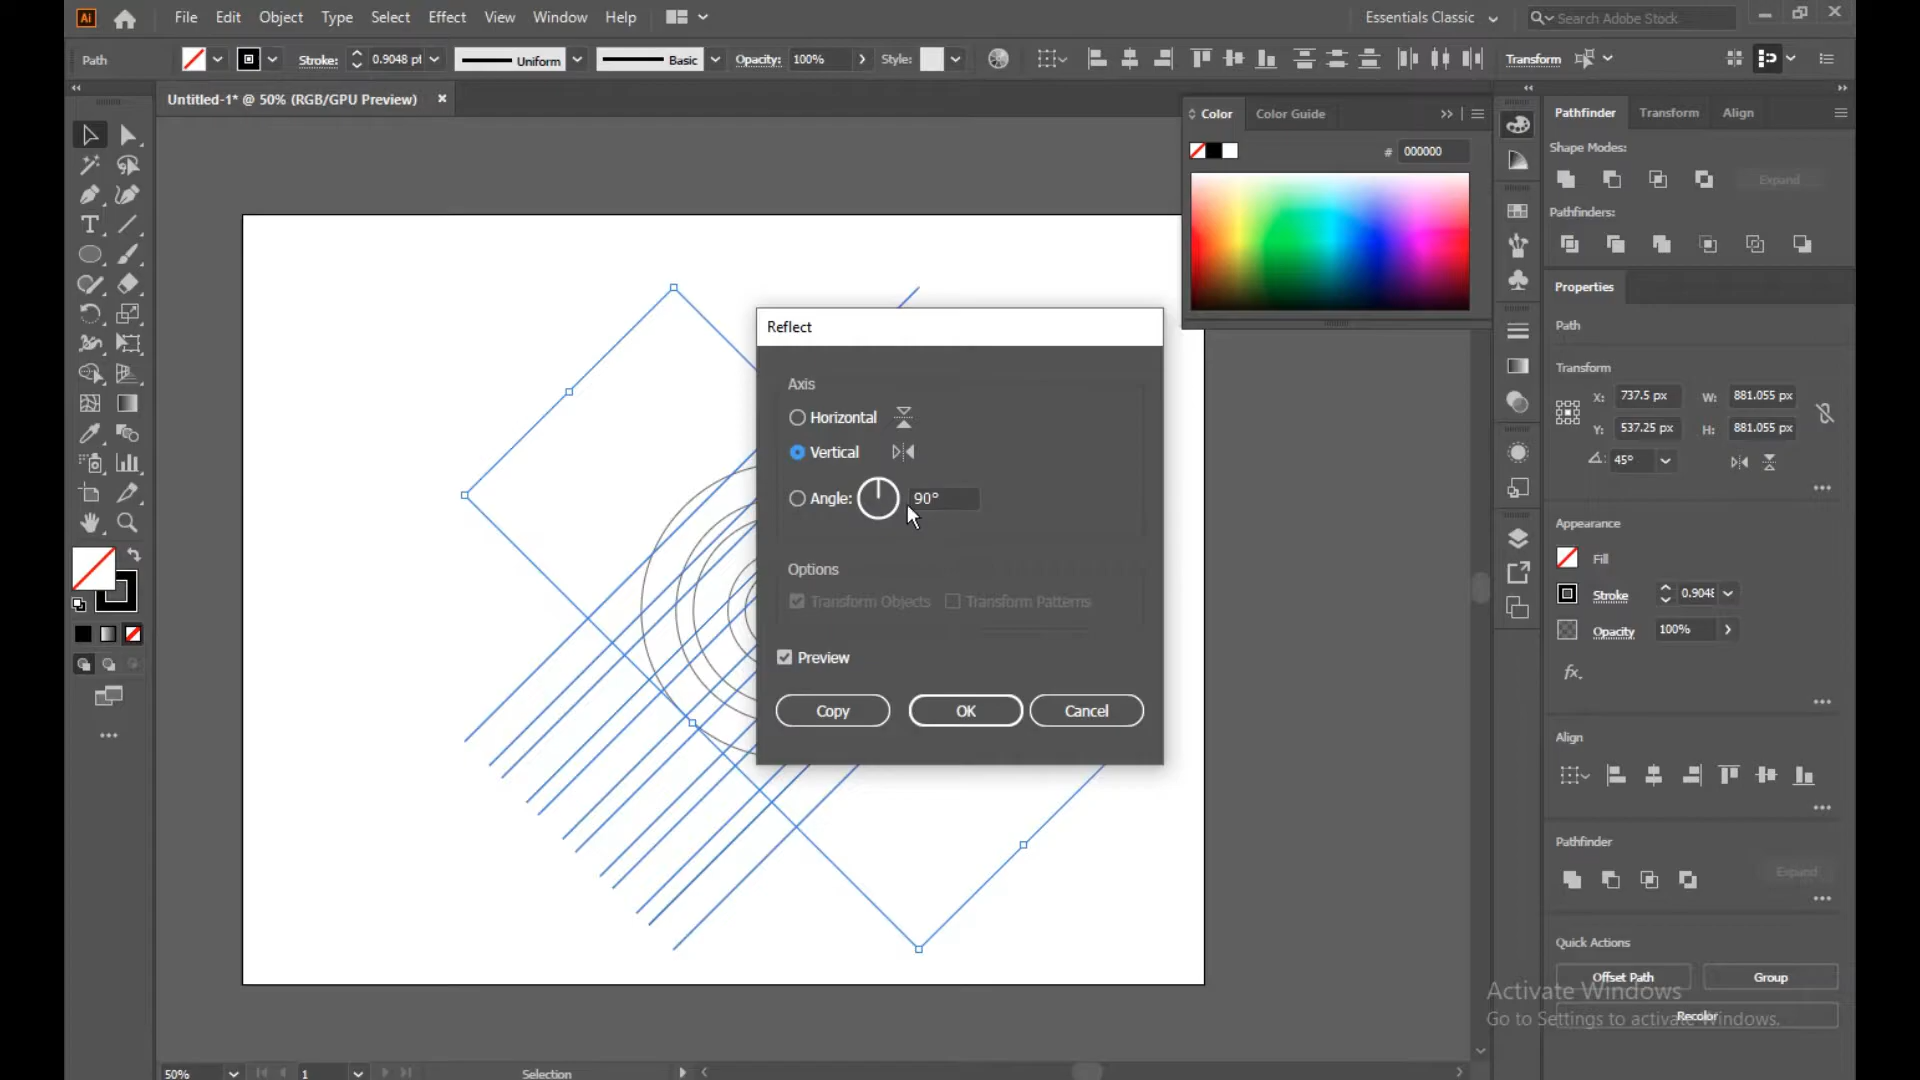 Ai File Edit Object Type Select Effect View Window Help Essentials Classic Search Adobe Stock
Path Stroke: 0.9048 pt Uniform Basic Opacity: 100% Style: Transform
Untitled-1* @ 50% (RGB/GPU Preview)
Color Color Guide
# 000000
Pathfinder Transform Align
Shape Modes:
Expand
Pathfinders:
Reflect
Axis
Horizontal
Vertical
Angle: 90°
Options
Transform Objects Transform Patterns
Preview
Copy OK Cancel
Properties
Path
Transform
X: 737.5 px W: 881.055 px
Y: 537.25 px H: 881.055 px
45°
Appearance
Fill
Stroke 0.9048
Opacity 100%
fx.
Align
Pathfinder
Expand
Quick Actions
Offset Path Group
Recolor
Activate Windows
Go to Settings to activate Windows.
50% 1 Selection